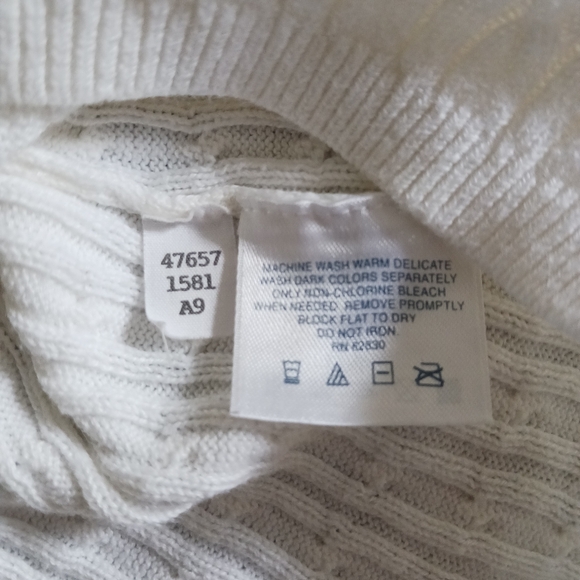 47657
1581
A9
MACHINE WASH WARM DELICATE
WASH DARK COLORS SEPARATELY
ONLY NON-CHLORINE BLEACH
WHEN NEEDED REMOVE PROMPTLY
BLOCK FLAT TO DRY
DO NOT IRON
RN 62830